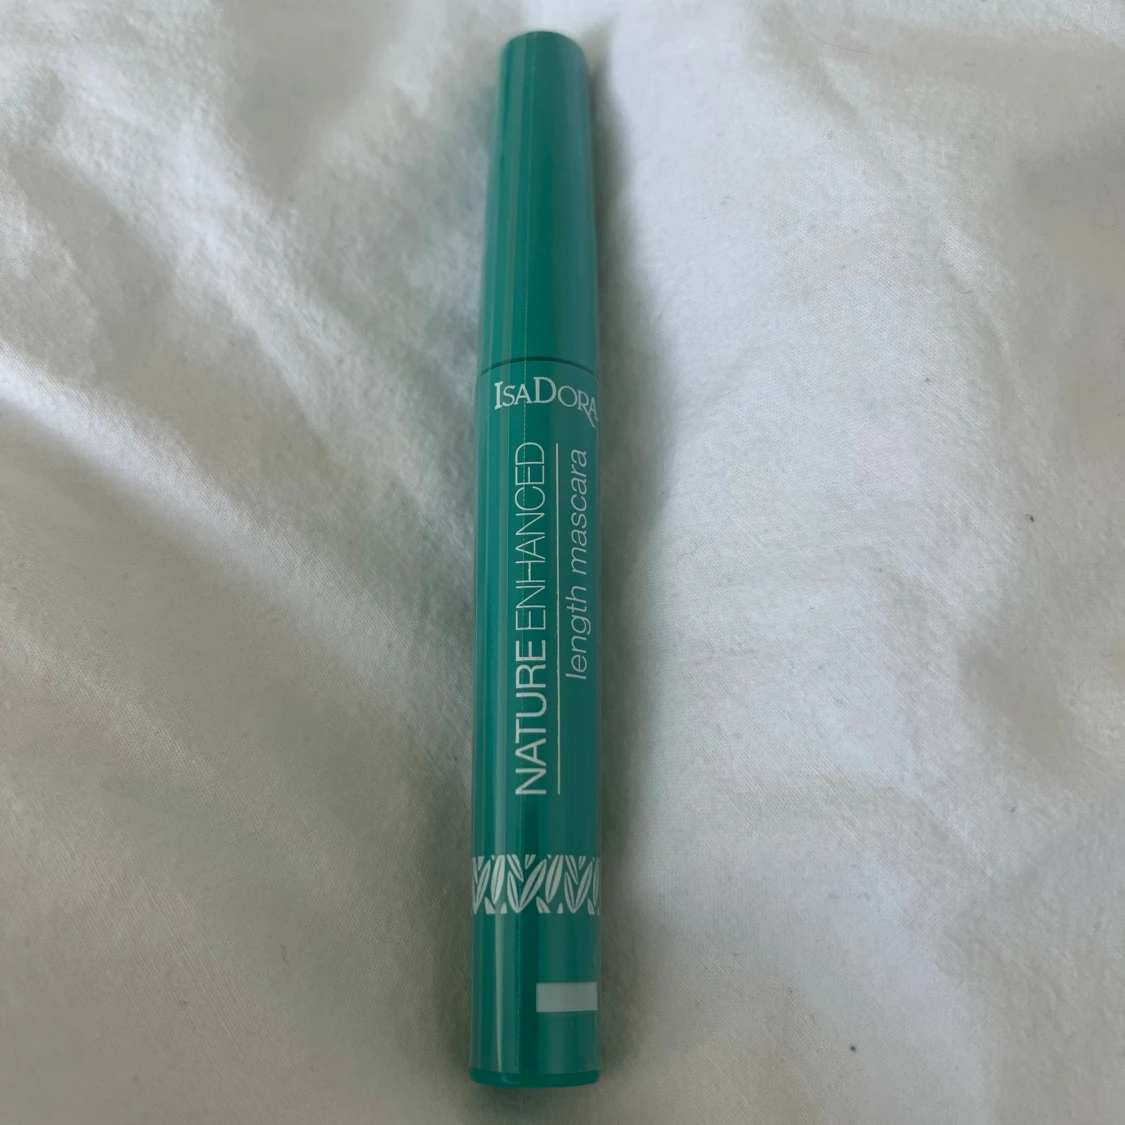 IsaDora
NATURE ENHANCED
length mascara